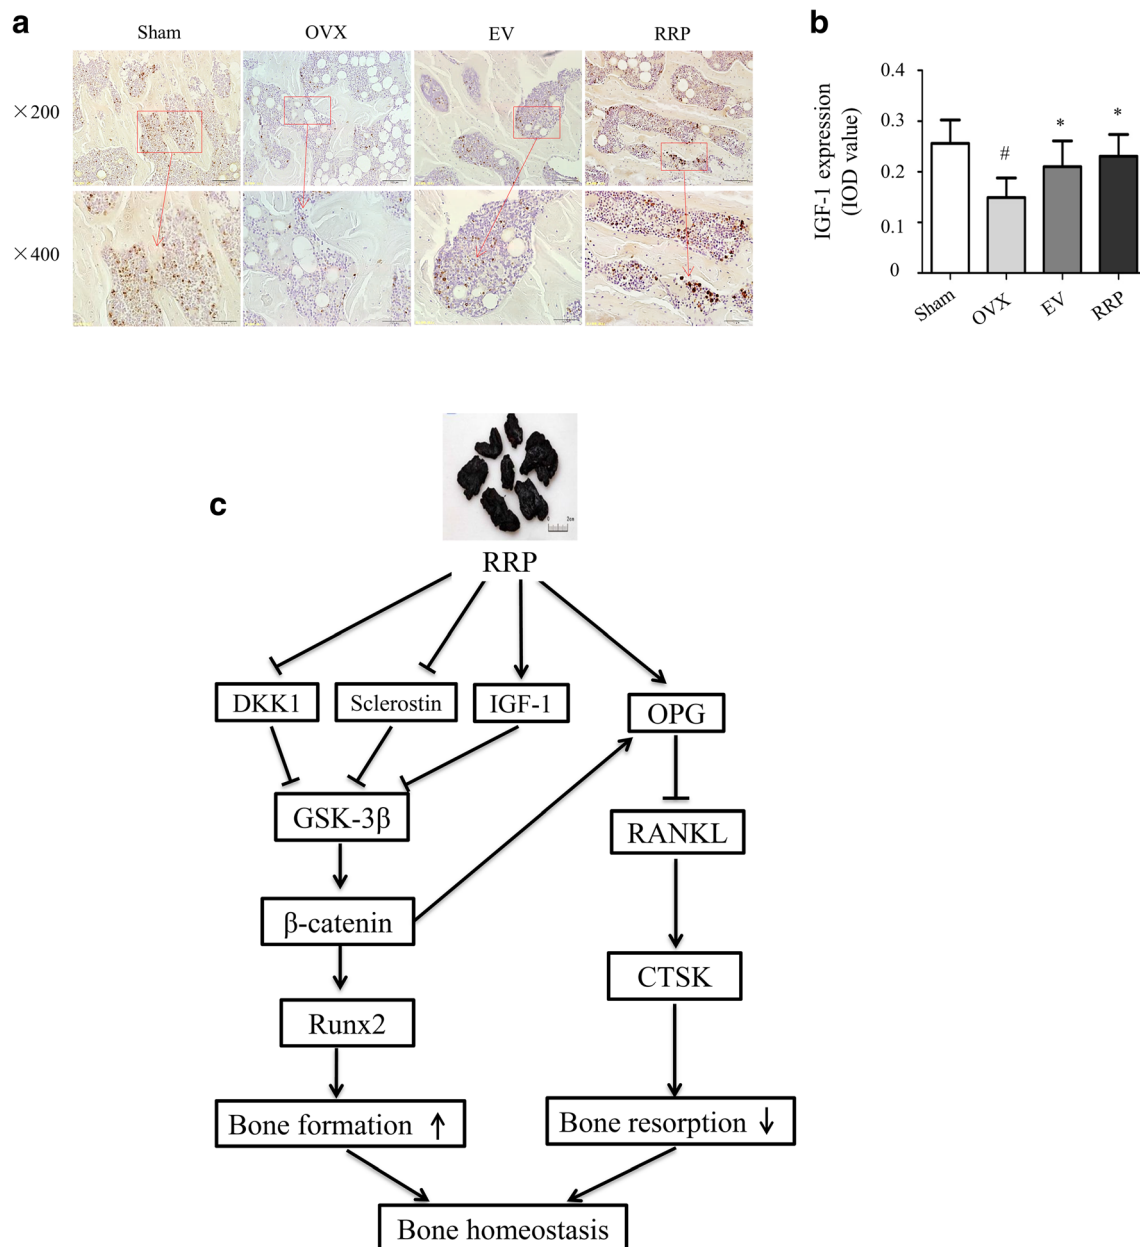 a
Sham
OVX
EV
RRP
×200
×400
b
IGF-1 expression
(IOD value)
0.4
0.3
0.2
0.1
0
#
*
*
Sham
OVX
EV
RRP
c
RRP
DKK1
Sclerostin
IGF-1
OPG
GSK-3β
RANKL
β-catenin
CTSK
Runx2
Bone formation ↑
Bone resorption ↓
Bone homeostasis